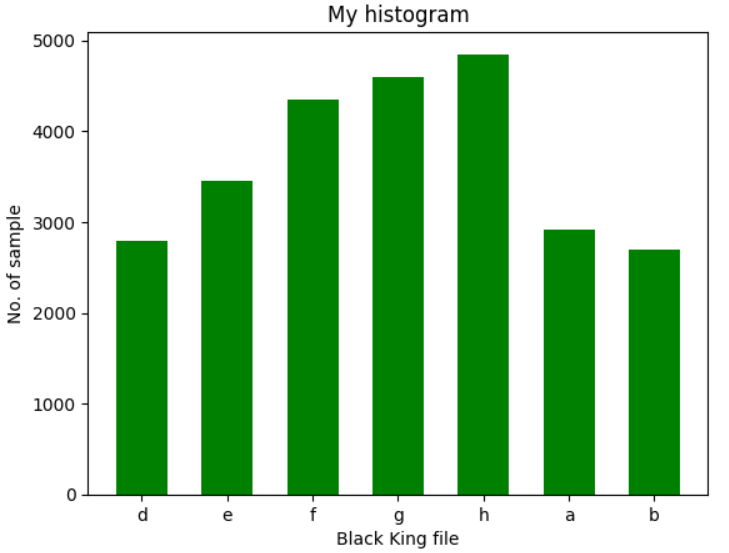 My histogram
5000
4000
3000
2000
1000
0
No. of sample
d e f g h a b
Black King file